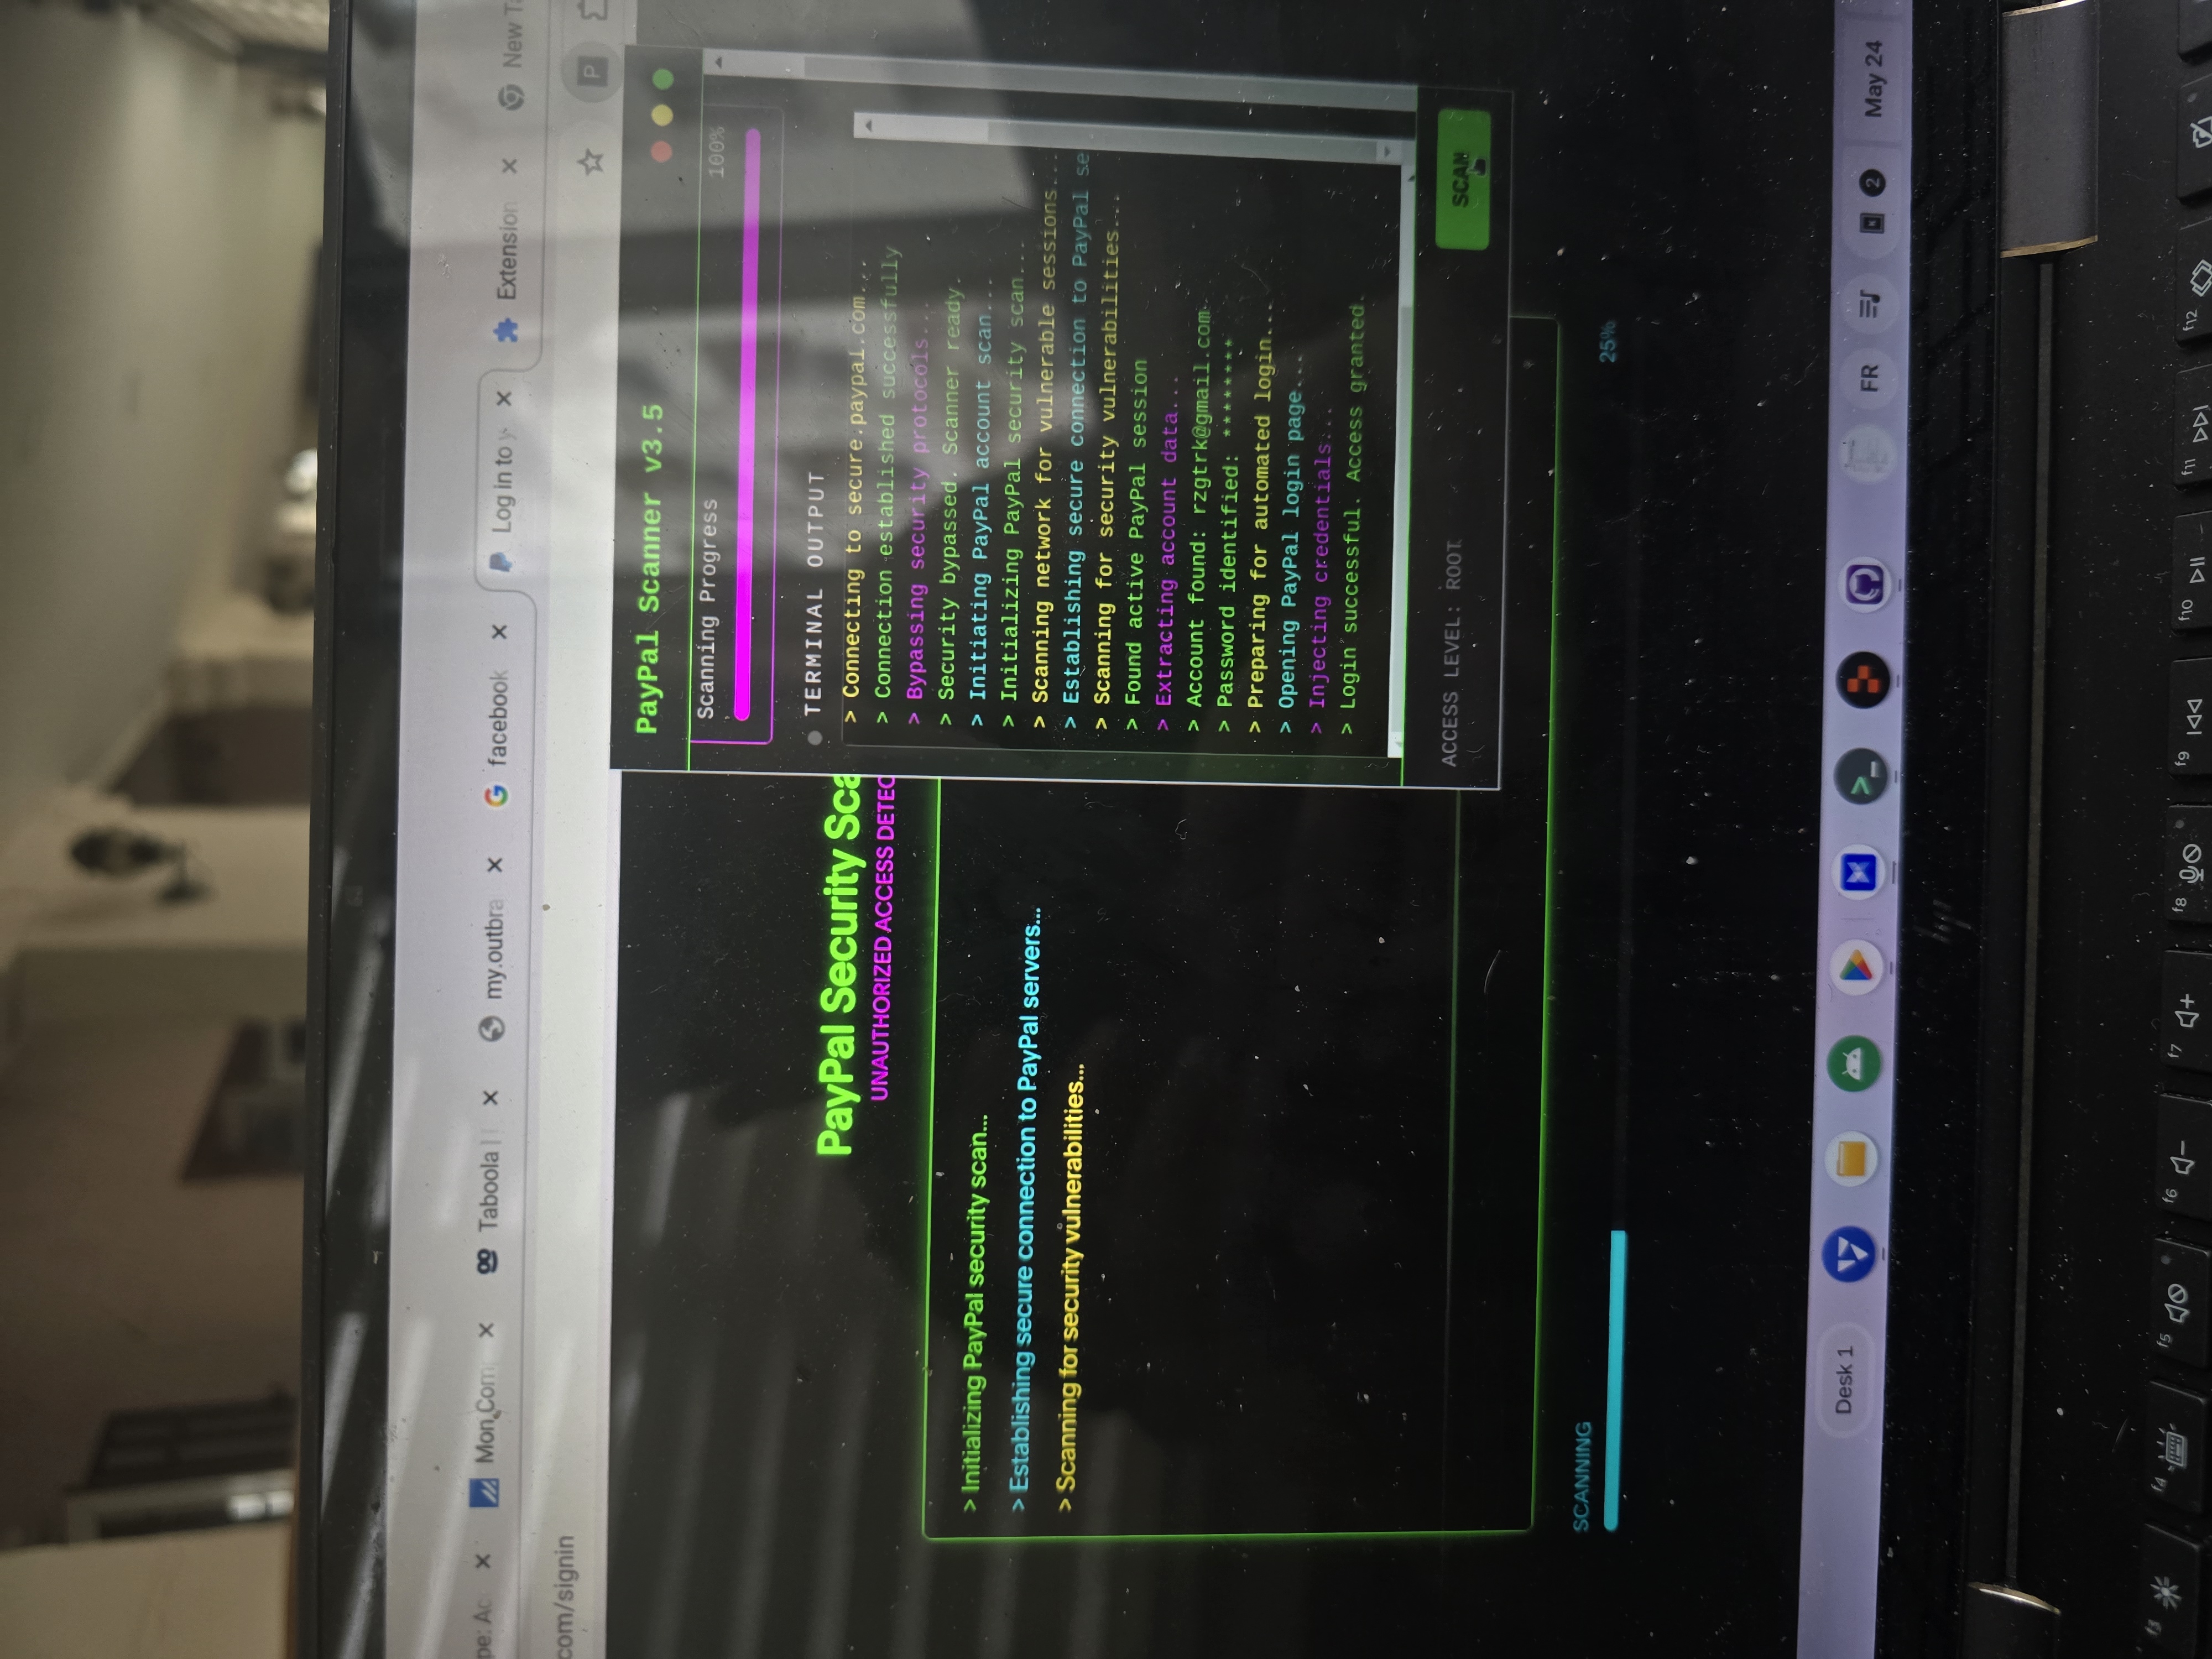 pe: Ac
Mon Com
Taboola |
my.outbra
facebook
Log in to y
Extension
New Ta
com/signin
P
PayPal Scanner v3.5
Scanning Progress
100%
TERMINAL OUTPUT
> Connecting to secure.paypal.com...
> Connection established successfully
> Bypassing security protocols...
> Security bypassed. Scanner ready.
> Initiating PayPal account scan...
> Initializing PayPal security scan...
> Scanning network for vulnerable sessions...
> Establishing secure connection to PayPal se
> Scanning for security vulnerabilities...
> Found active PayPal session
> Extracting account data...
> Account found: rzgtrk@gmail.com
> Password identified: ********
> Preparing for automated login...
> Opening PayPal login page...
> Injecting credentials...
> Login successful. Access granted.
ACCESS LEVEL: ROOT
SCAN
PayPal Security Sca
UNAUTHORIZED ACCESS DETEC
> Initializing PayPal security scan...
> Establishing secure connection to PayPal servers...
> Scanning for security vulnerabilities...
SCANNING
25%
Desk 1
FR
2
May 24
hp
f3
f4
f5
f6
f7
f8
f9
f10
f11
f12